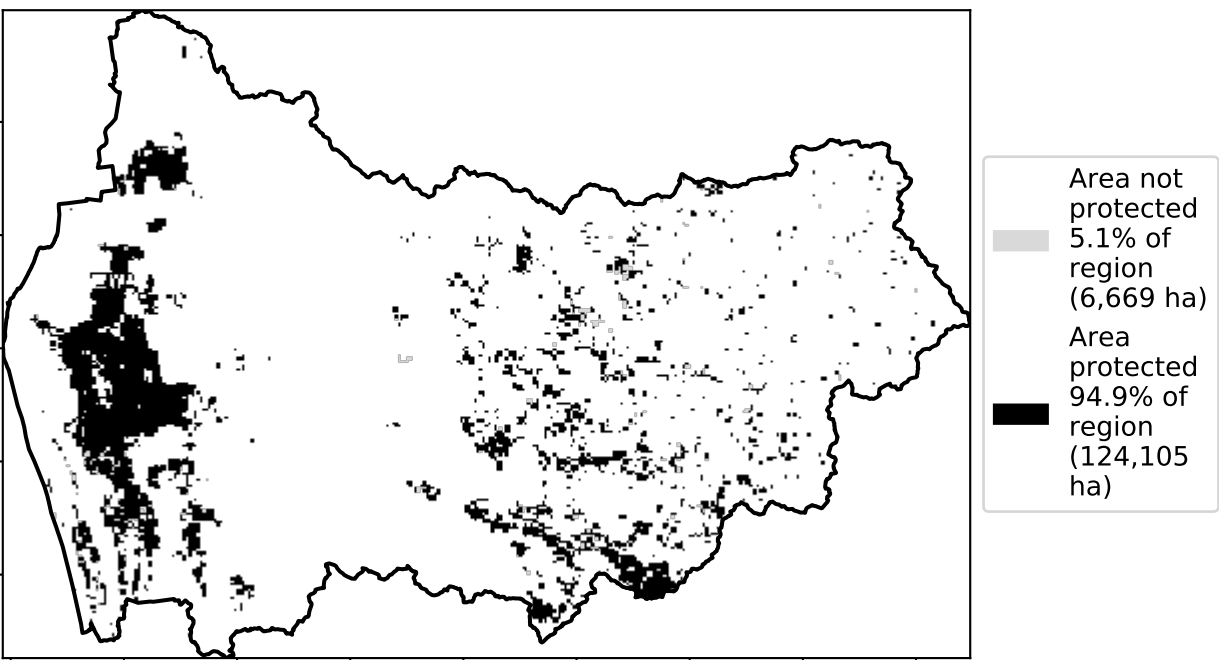 Area not
protected
5.1% of
region
(6,669 ha)
Area
protected
94.9% of
region
(124,105
ha)